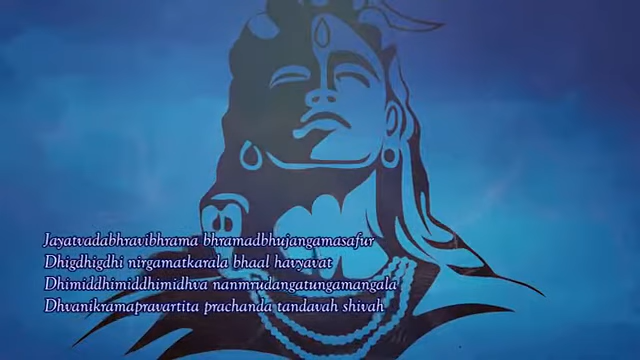 Jayatvadabhravibhrama bhramadbhujangamasafur
Dhigdhigdhi nirgamatkarala bhaal havyavat
Dhimiddhimiddhimidhva nanmrudangatungamangala
Dhvanikramapravartita prachanda tandavah shivah